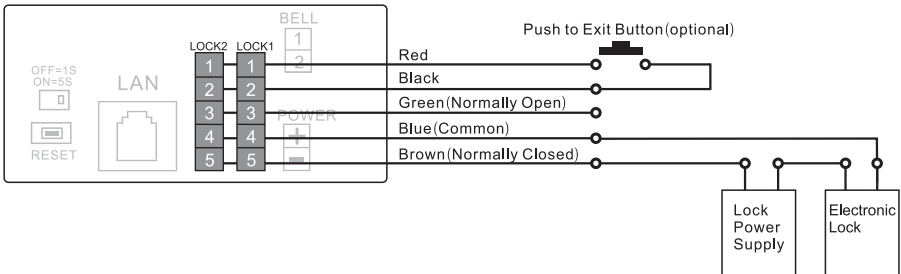 BELL
1
2
OFF=1S
ON=5S
RESET
LAN
LOCK2 LOCK1
1 1
2 2
3 3
4 4
5 5
POWER
+
-
Push to Exit Button(optional)
Red
Black
Green(Normally Open)
Blue(Common)
Brown(Normally Closed)
Lock
Power
Supply
Electronic
Lock